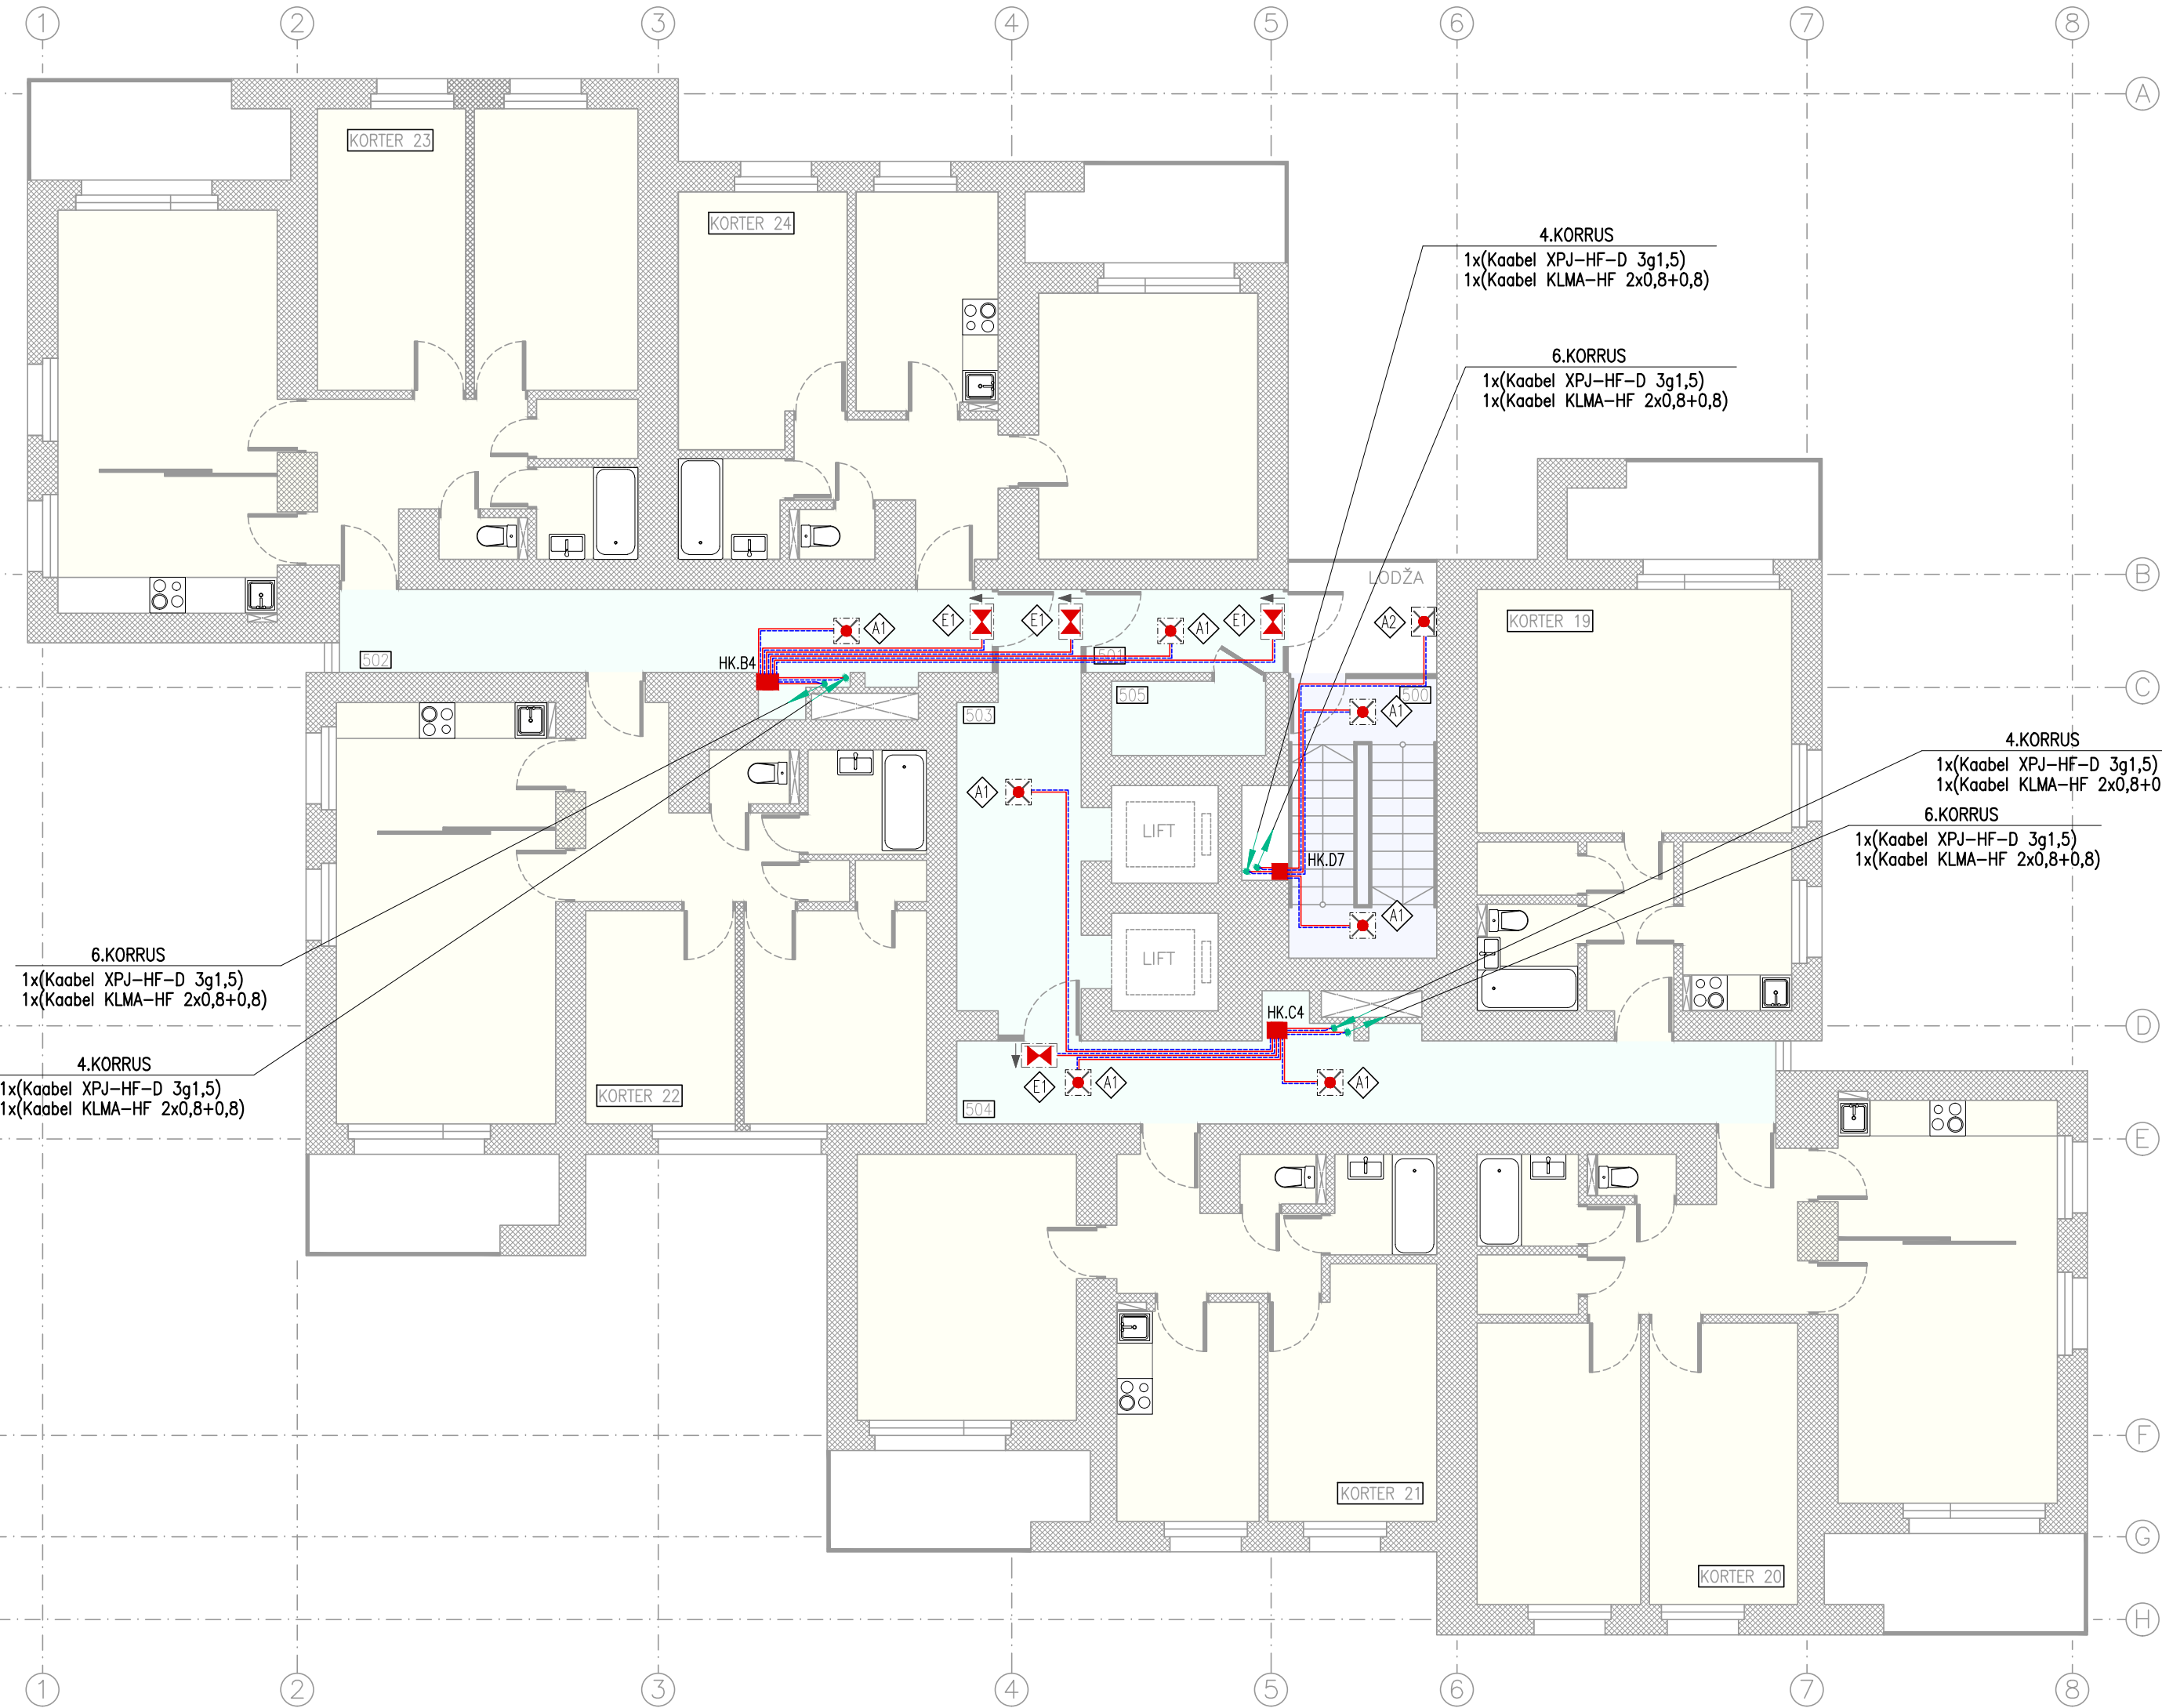 1 2 3 4 5 6 7 8
A
KORTER 23
KORTER 24
4.KORRUS
1x(Kaabel XPJ-HF-D 3g1,5)
1x(Kaabel KLMA-HF 2x0,8+0,8)
6.KORRUS
1x(Kaabel XPJ-HF-D 3g1,5)
1x(Kaabel KLMA-HF 2x0,8+0,8)
B
LODŽA
KORTER 19
A1 E1 E1 A1 E1 A2
502
HK.B4
501
505
500
C
503
A1
4.KORRUS
1x(Kaabel XPJ-HF-D 3g1,5)
1x(Kaabel KLMA-HF 2x0,8+0
A1
LIFT
6.KORRUS
1x(Kaabel XPJ-HF-D 3g1,5)
1x(Kaabel KLMA-HF 2x0,8+0,8)
HK.D7
A1
LIFT
6.KORRUS
1x(Kaabel XPJ-HF-D 3g1,5)
1x(Kaabel KLMA-HF 2x0,8+0,8)
HK.C4
D
4.KORRUS
1x(Kaabel XPJ-HF-D 3g1,5)
1x(Kaabel KLMA-HF 2x0,8+0,8)
E1 A1 A1
KORTER 22
504
E
F
KORTER 21
G
KORTER 20
H
1 2 3 4 5 6 7 8